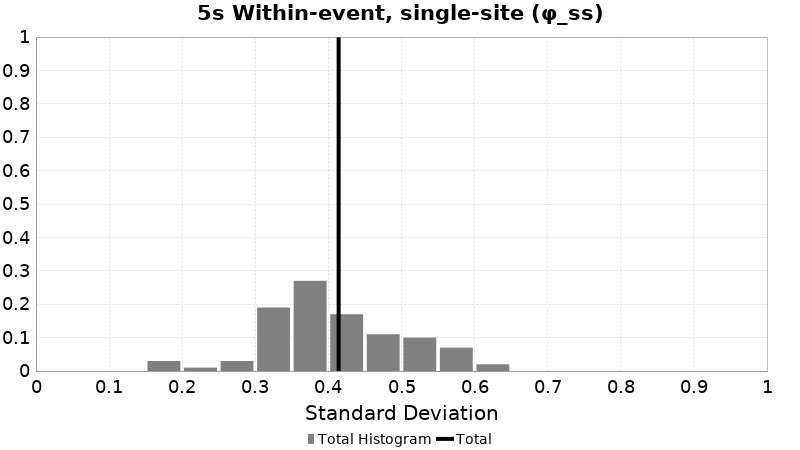 5s Within-event, single-site (φ_ss)
1
0.9
0.8
0.7
0.6
0.5
0.4
0.3
0.2
0.1
0
0 0.1 0.2 0.3 0.4 0.5 0.6 0.7 0.8 0.9 1
Standard Deviation
Total Histogram Total